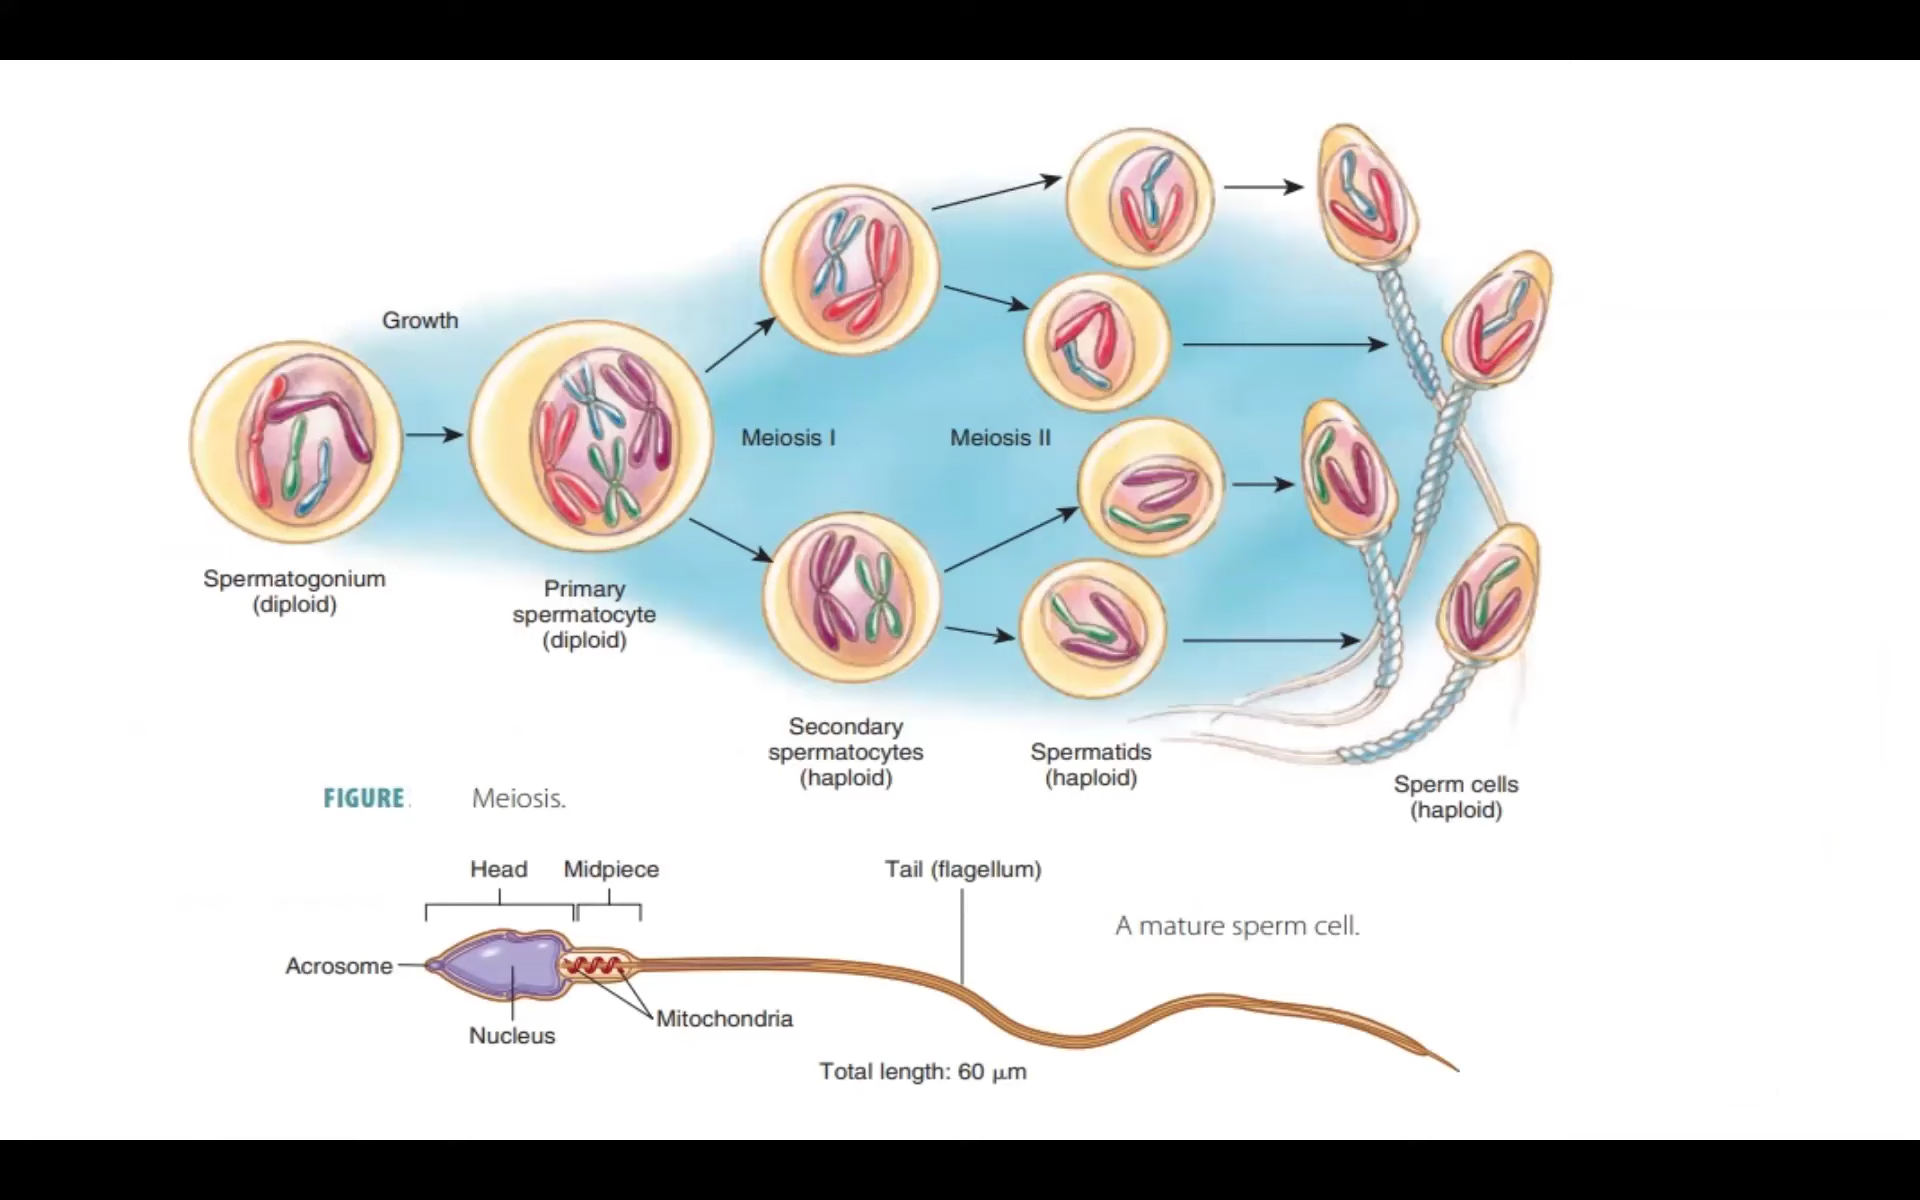 Growth
Meiosis I
Meiosis II
Spermatogonium
(diploid)
Primary
spermatocyte
(diploid)
Secondary
spermatocytes
(haploid)
Spermatids
(haploid)
Sperm cells
(haploid)
FIGURE. Meiosis.
Head
Midpiece
Tail (flagellum)
A mature sperm cell.
Acrosome
Nucleus
Mitochondria
Total length: 60 μm